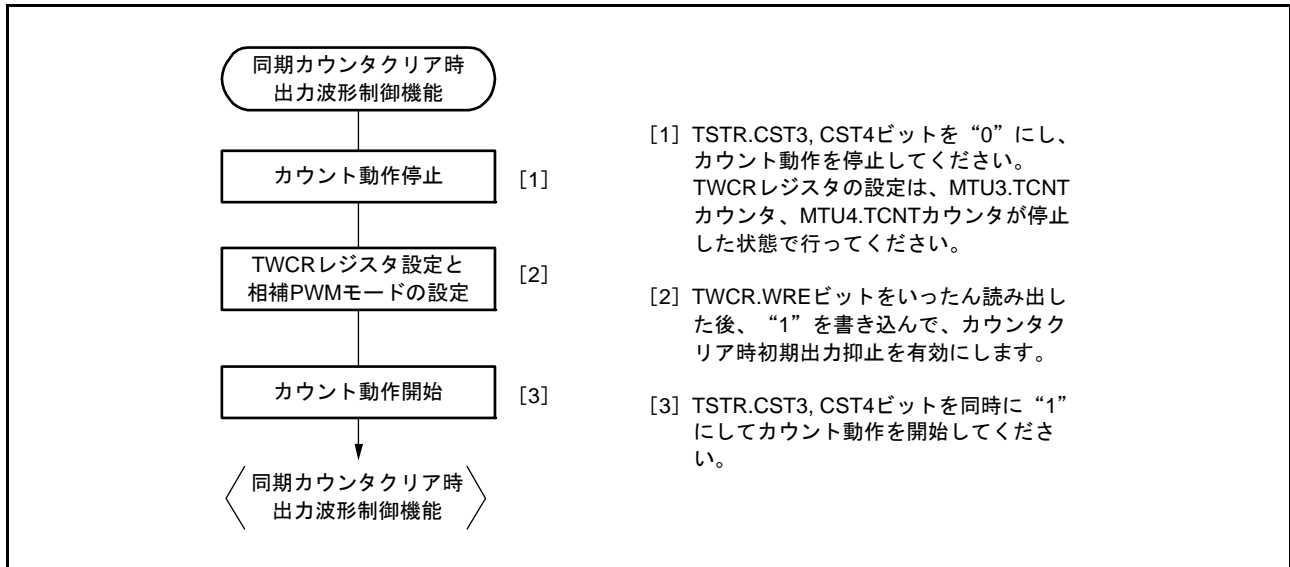 同期カウンタクリア時
出力波形制御機能
カウント動作停止
[1]
TWCRレジスタ設定と
相補PWMモードの設定
[2]
カウント動作開始
[3]
同期カウンタクリア時
出力波形制御機能
[1] TSTR.CST3, CST4ビットを“0”にし、
カウント動作を停止してください。
TWCRレジスタの設定は、MTU3.TCNT
カウンタ、MTU4.TCNTカウンタが停止
した状態で行ってください。
[2] TWCR.WREビットをいったん読み出し
た後、“1”を書き込んで、カウンタク
リア時初期出力抑止を有効にします。
[3] TSTR.CST3, CST4ビットを同時に“1”
にしてカウント動作を開始してくださ
い。